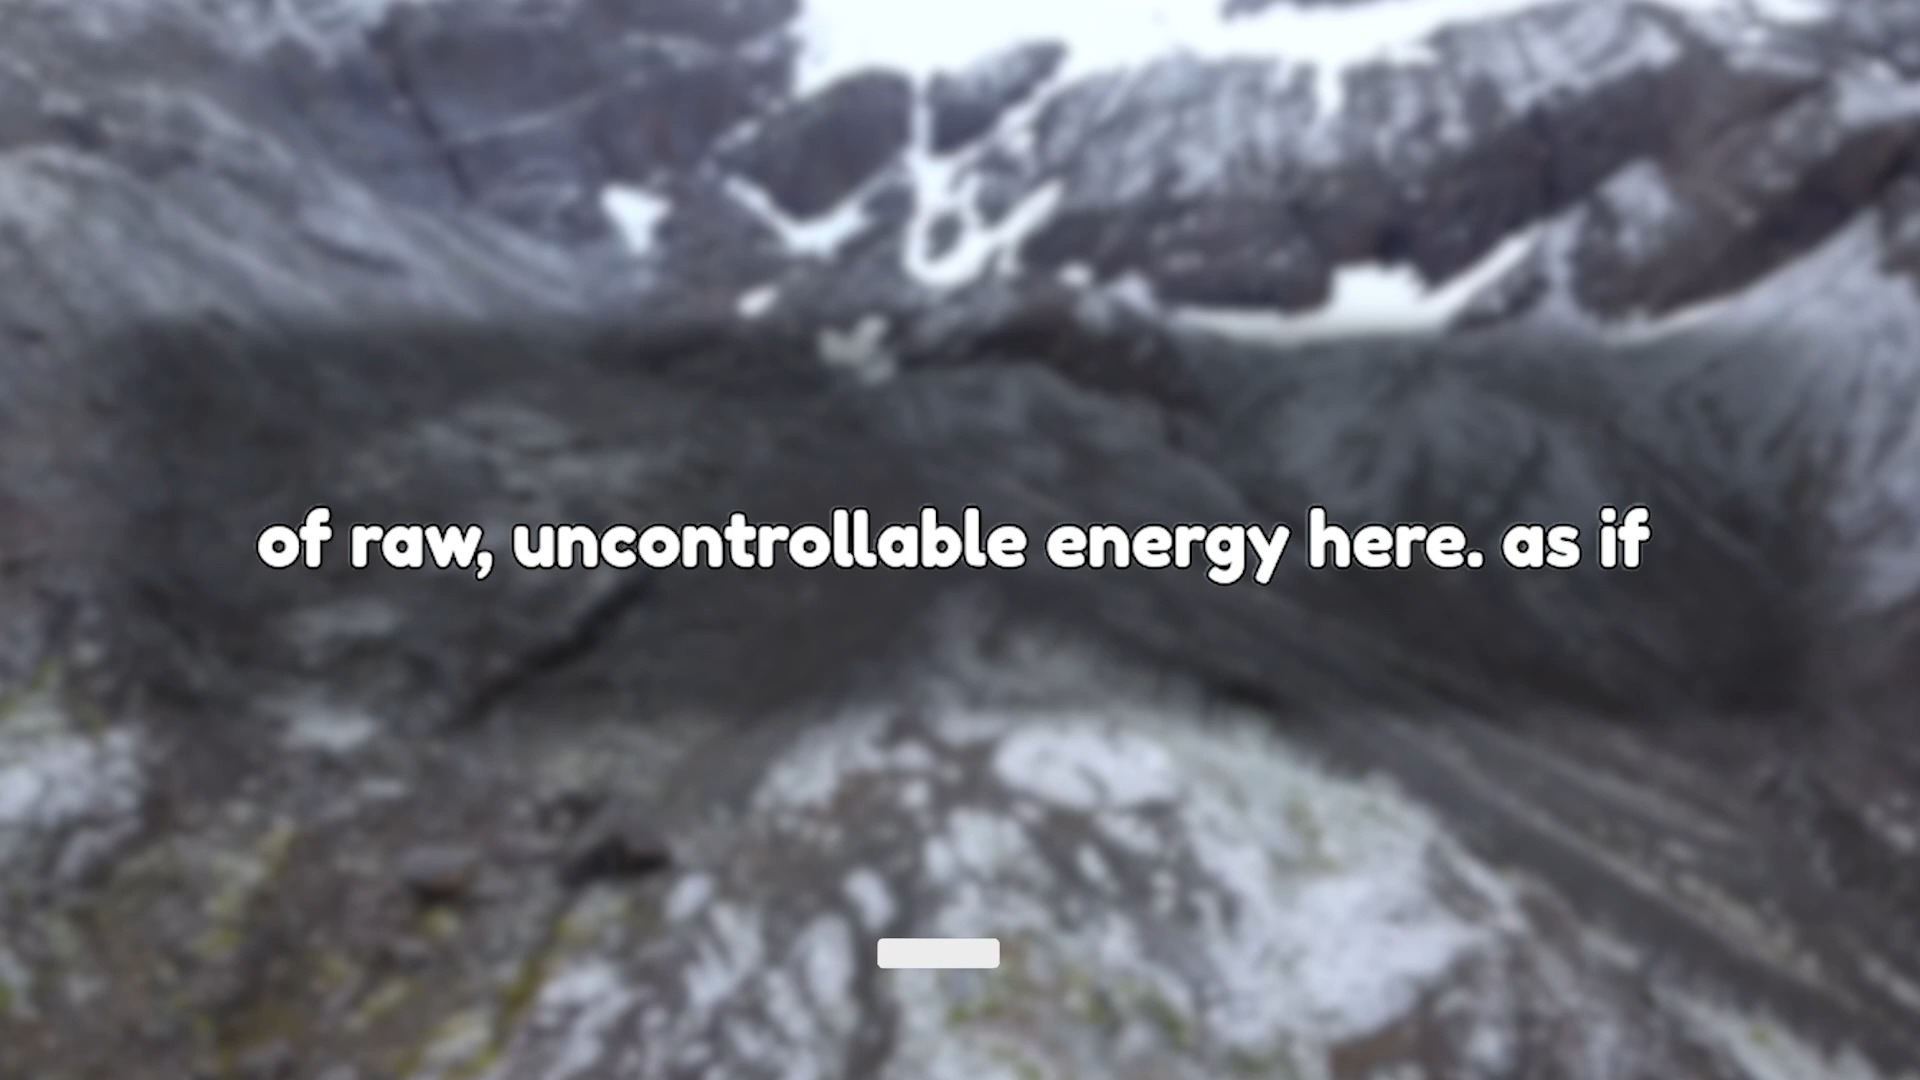 of raw, uncontrollable energy here. as if